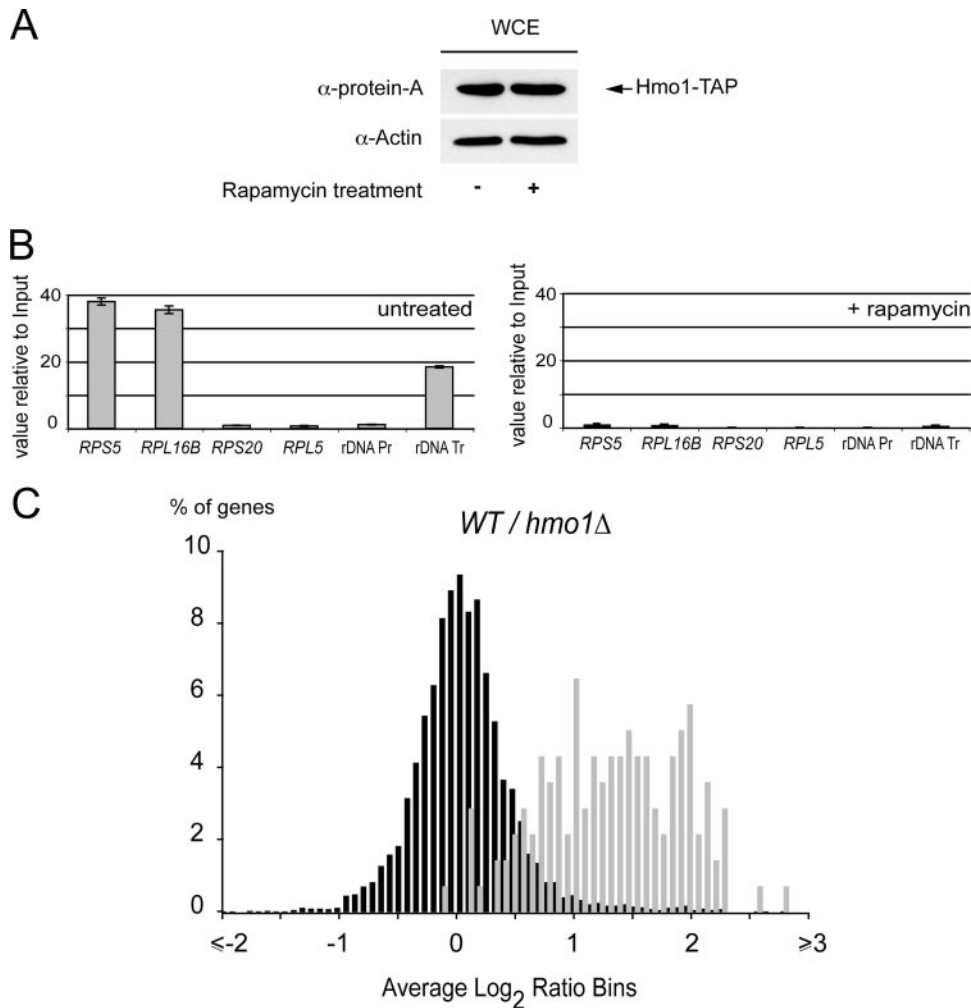 A
WCE
α-protein-A
Hmo1-TAP
α-Actin
Rapamycin treatment - +
B
value relative to Input
40
20
0
untreated
RPS5 RPL16B RPS20 RPL5 rDNA Pr rDNA Tr
value relative to Input
40
20
0
+ rapamycin
RPS5 RPL16B RPS20 RPL5 rDNA Pr rDNA Tr
C
% of genes
WT / hmo1Δ
10
8
6
4
2
0
⩽-2 -1 0 1 2 ⩾3
Average Log2 Ratio Bins